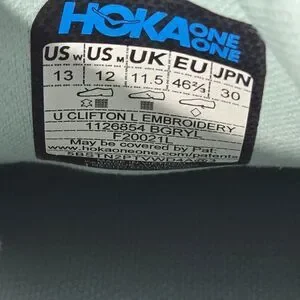 HOKA ONE ONE
US W US M UK EU JPN
13 12 11.5 46⅔ 30
U CLIFTON L EMBROIDERY
1126854 BGRYL
F20021
May be covered by Pat:
www.hokaoneone.com/patents